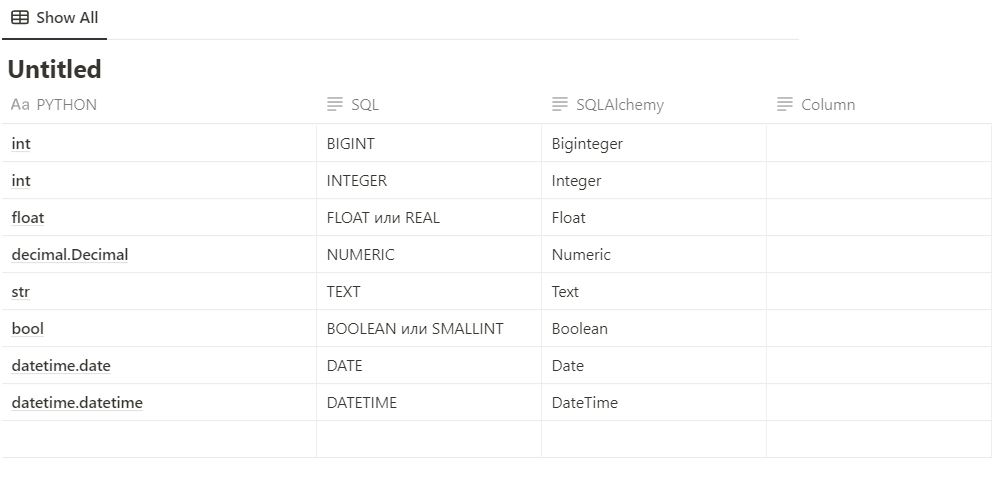 Show All
Untitled
Aa PYTHON SQL SQLAlchemy Column
int BIGINT Biginteger
int INTEGER Integer
float FLOAT или REAL Float
decimal.Decimal NUMERIC Numeric
str TEXT Text
bool BOOLEAN или SMALLINT Boolean
datetime.date DATE Date
datetime.datetime DATETIME DateTime